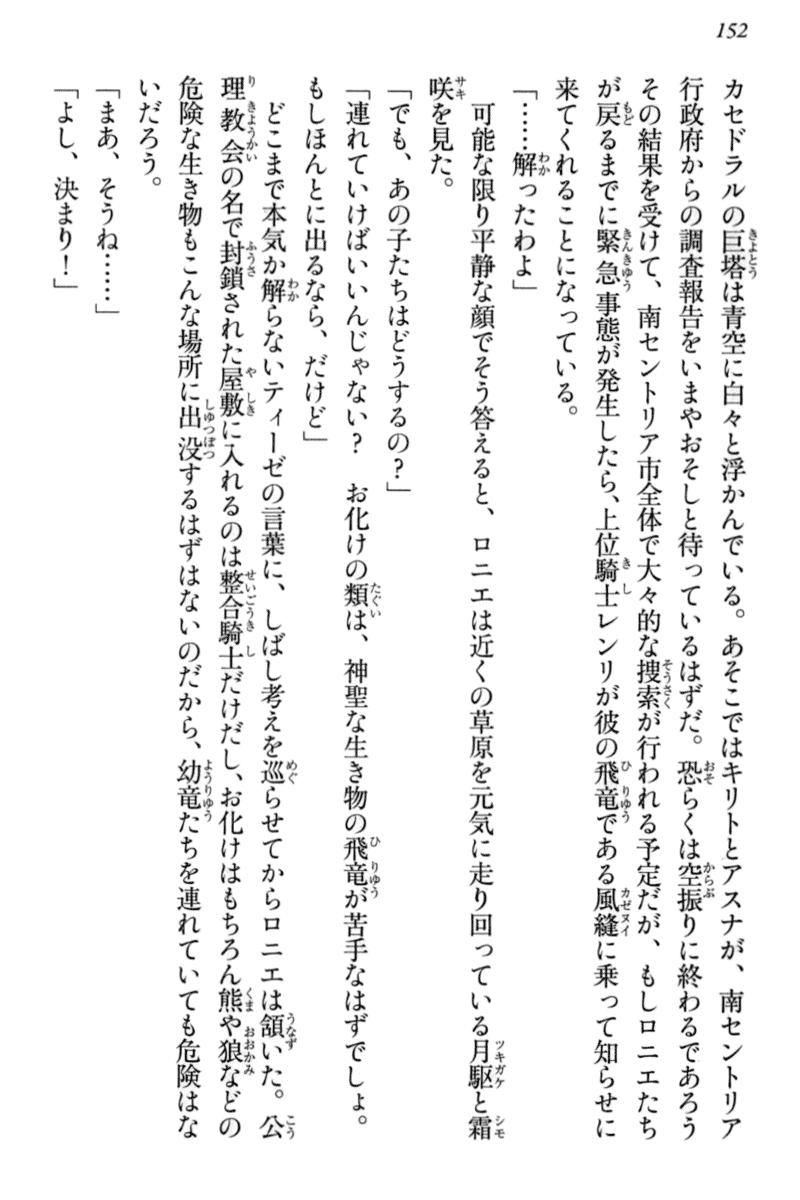 152
カセドラルの巨塔は青空に白々と浮かんでいる。あそこではキリトとアスナが、南セントリア
行政府からの調査報告をいまやおそしと待っているはずだ。恐らくは空振りに終わるであろう
その結果を受けて、南セントリア市全体で大々的な捜索が行われる予定だが、もしロニエたち
が戻るまでに緊急事態が発生したら、上位騎士レンリが彼の飛竜である風縫に乗って知らせに
来てくれることになっている。
「……解ったわよ」
可能な限り平静な顔でそう答えると、ロニエは近くの草原を元気に走り回っている月駆と霜
咲を見た。
「でも、あの子たちはどうするの？」
「連れていけばいいんじゃない？　お化けの類は、神聖な生き物の飛竜が苦手なはずでしょ。
もしほんとに出るなら、だけど」
どこまで本気か解らないティーゼの言葉に、しばし考えを巡らせてからロニエは頷いた。公
理教会の名で封鎖された屋敷に入れるのは整合騎士だけだし、お化けはもちろん熊や狼などの
危険な生き物もこんな場所に出没するはずはないのだから、幼竜たちを連れていても危険はな
いだろう。
「まあ、そうね……」
「よし、決まり！」